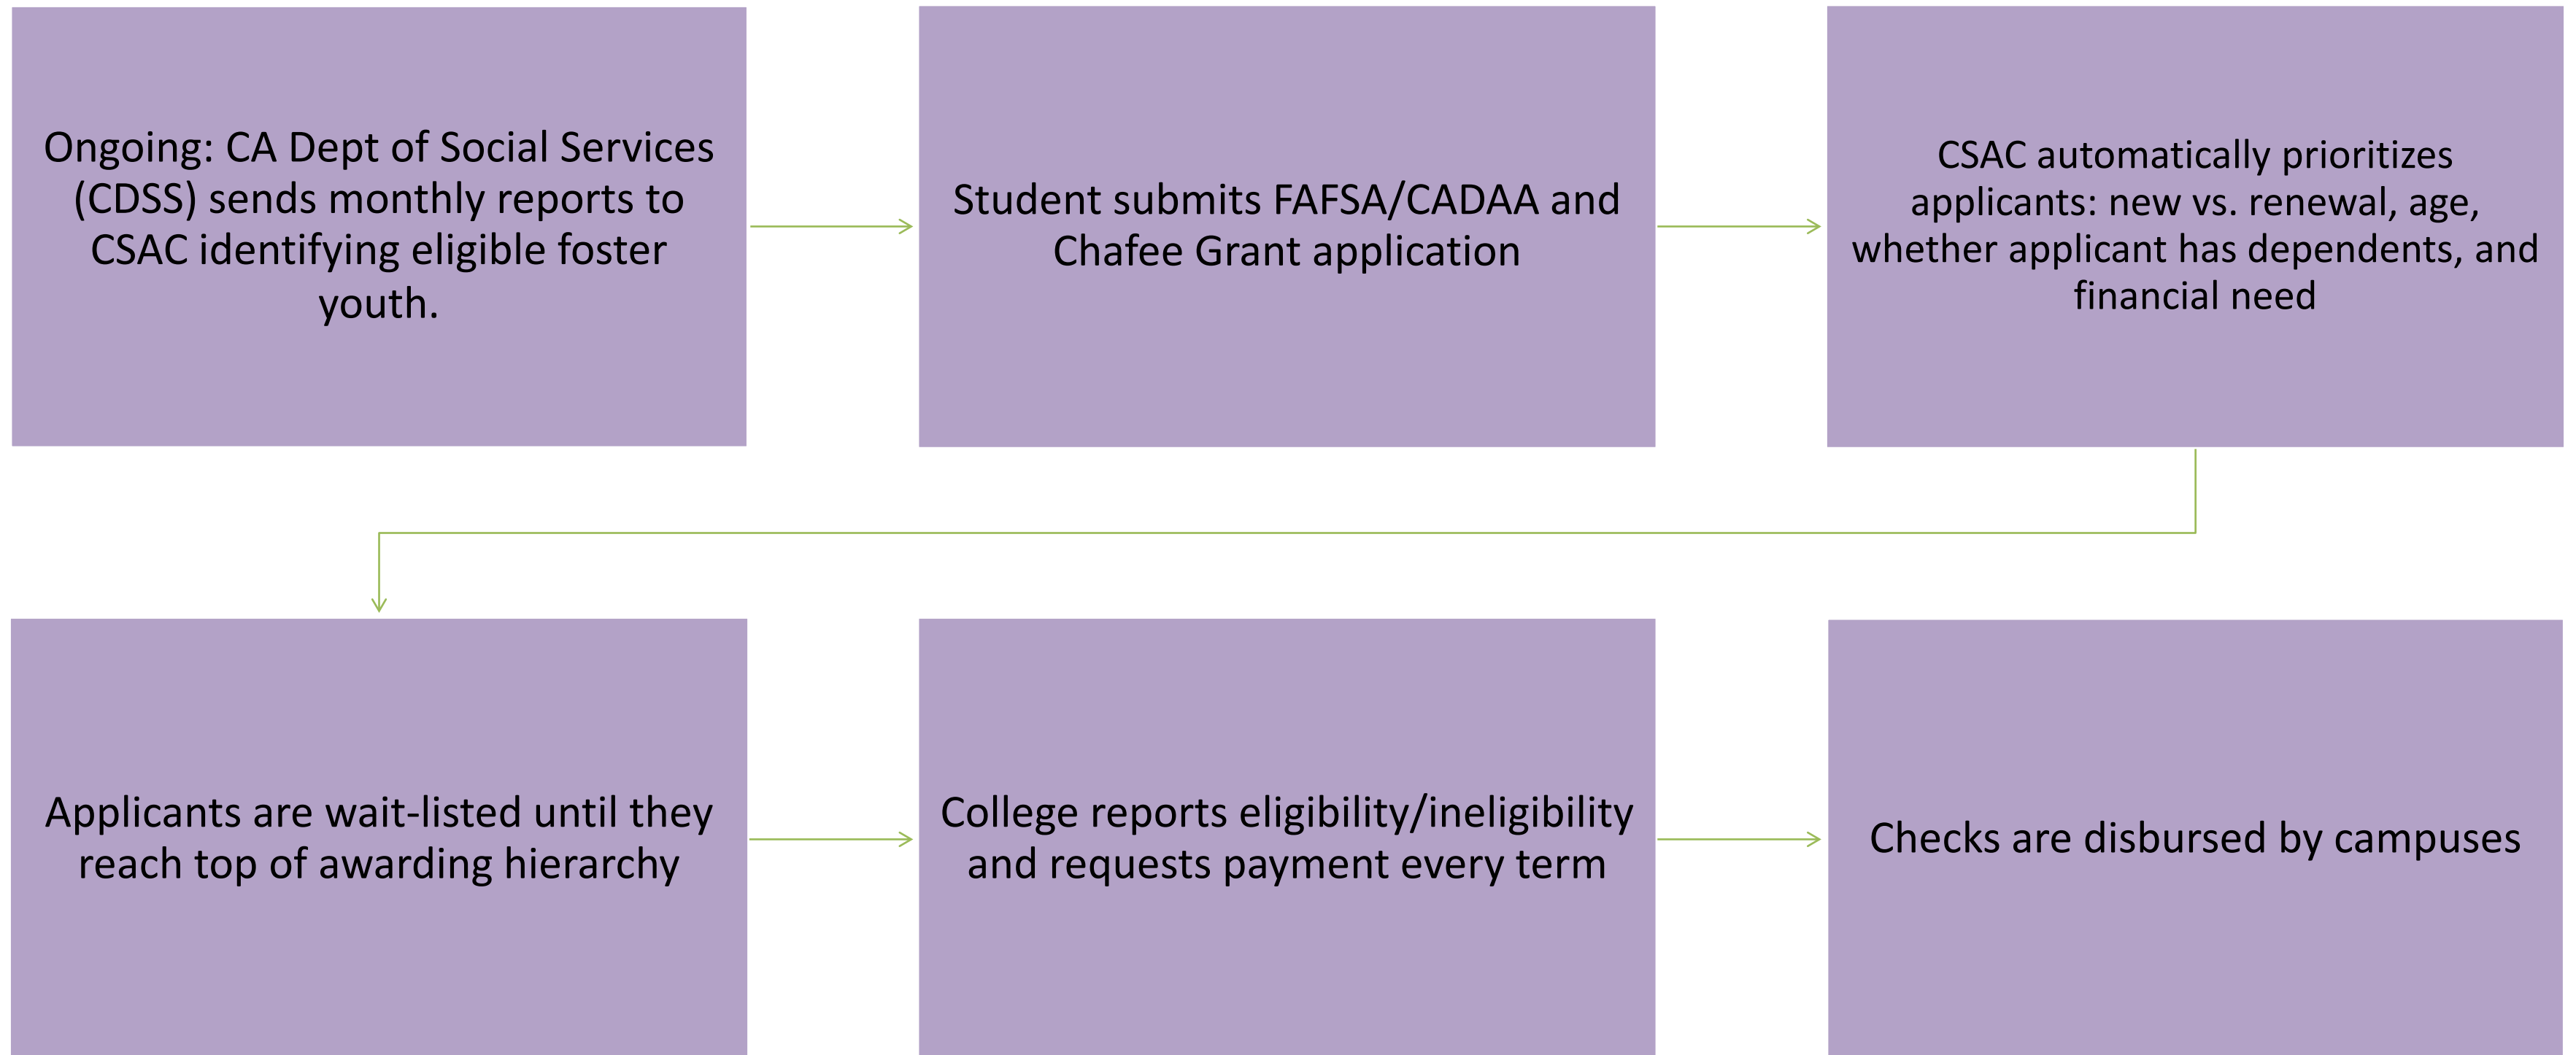 Ongoing: CA Dept of Social Services
(CDSS) sends monthly reports to
CSAC identifying eligible foster
youth.
Student submits FAFSA/CADAA and
Chafee Grant application
CSAC automatically prioritizes
applicants: new vs. renewal, age,
whether applicant has dependents, and
financial need
Applicants are wait-listed until they
reach top of awarding hierarchy
College reports eligibility/ineligibility
and requests payment every term
Checks are disbursed by campuses